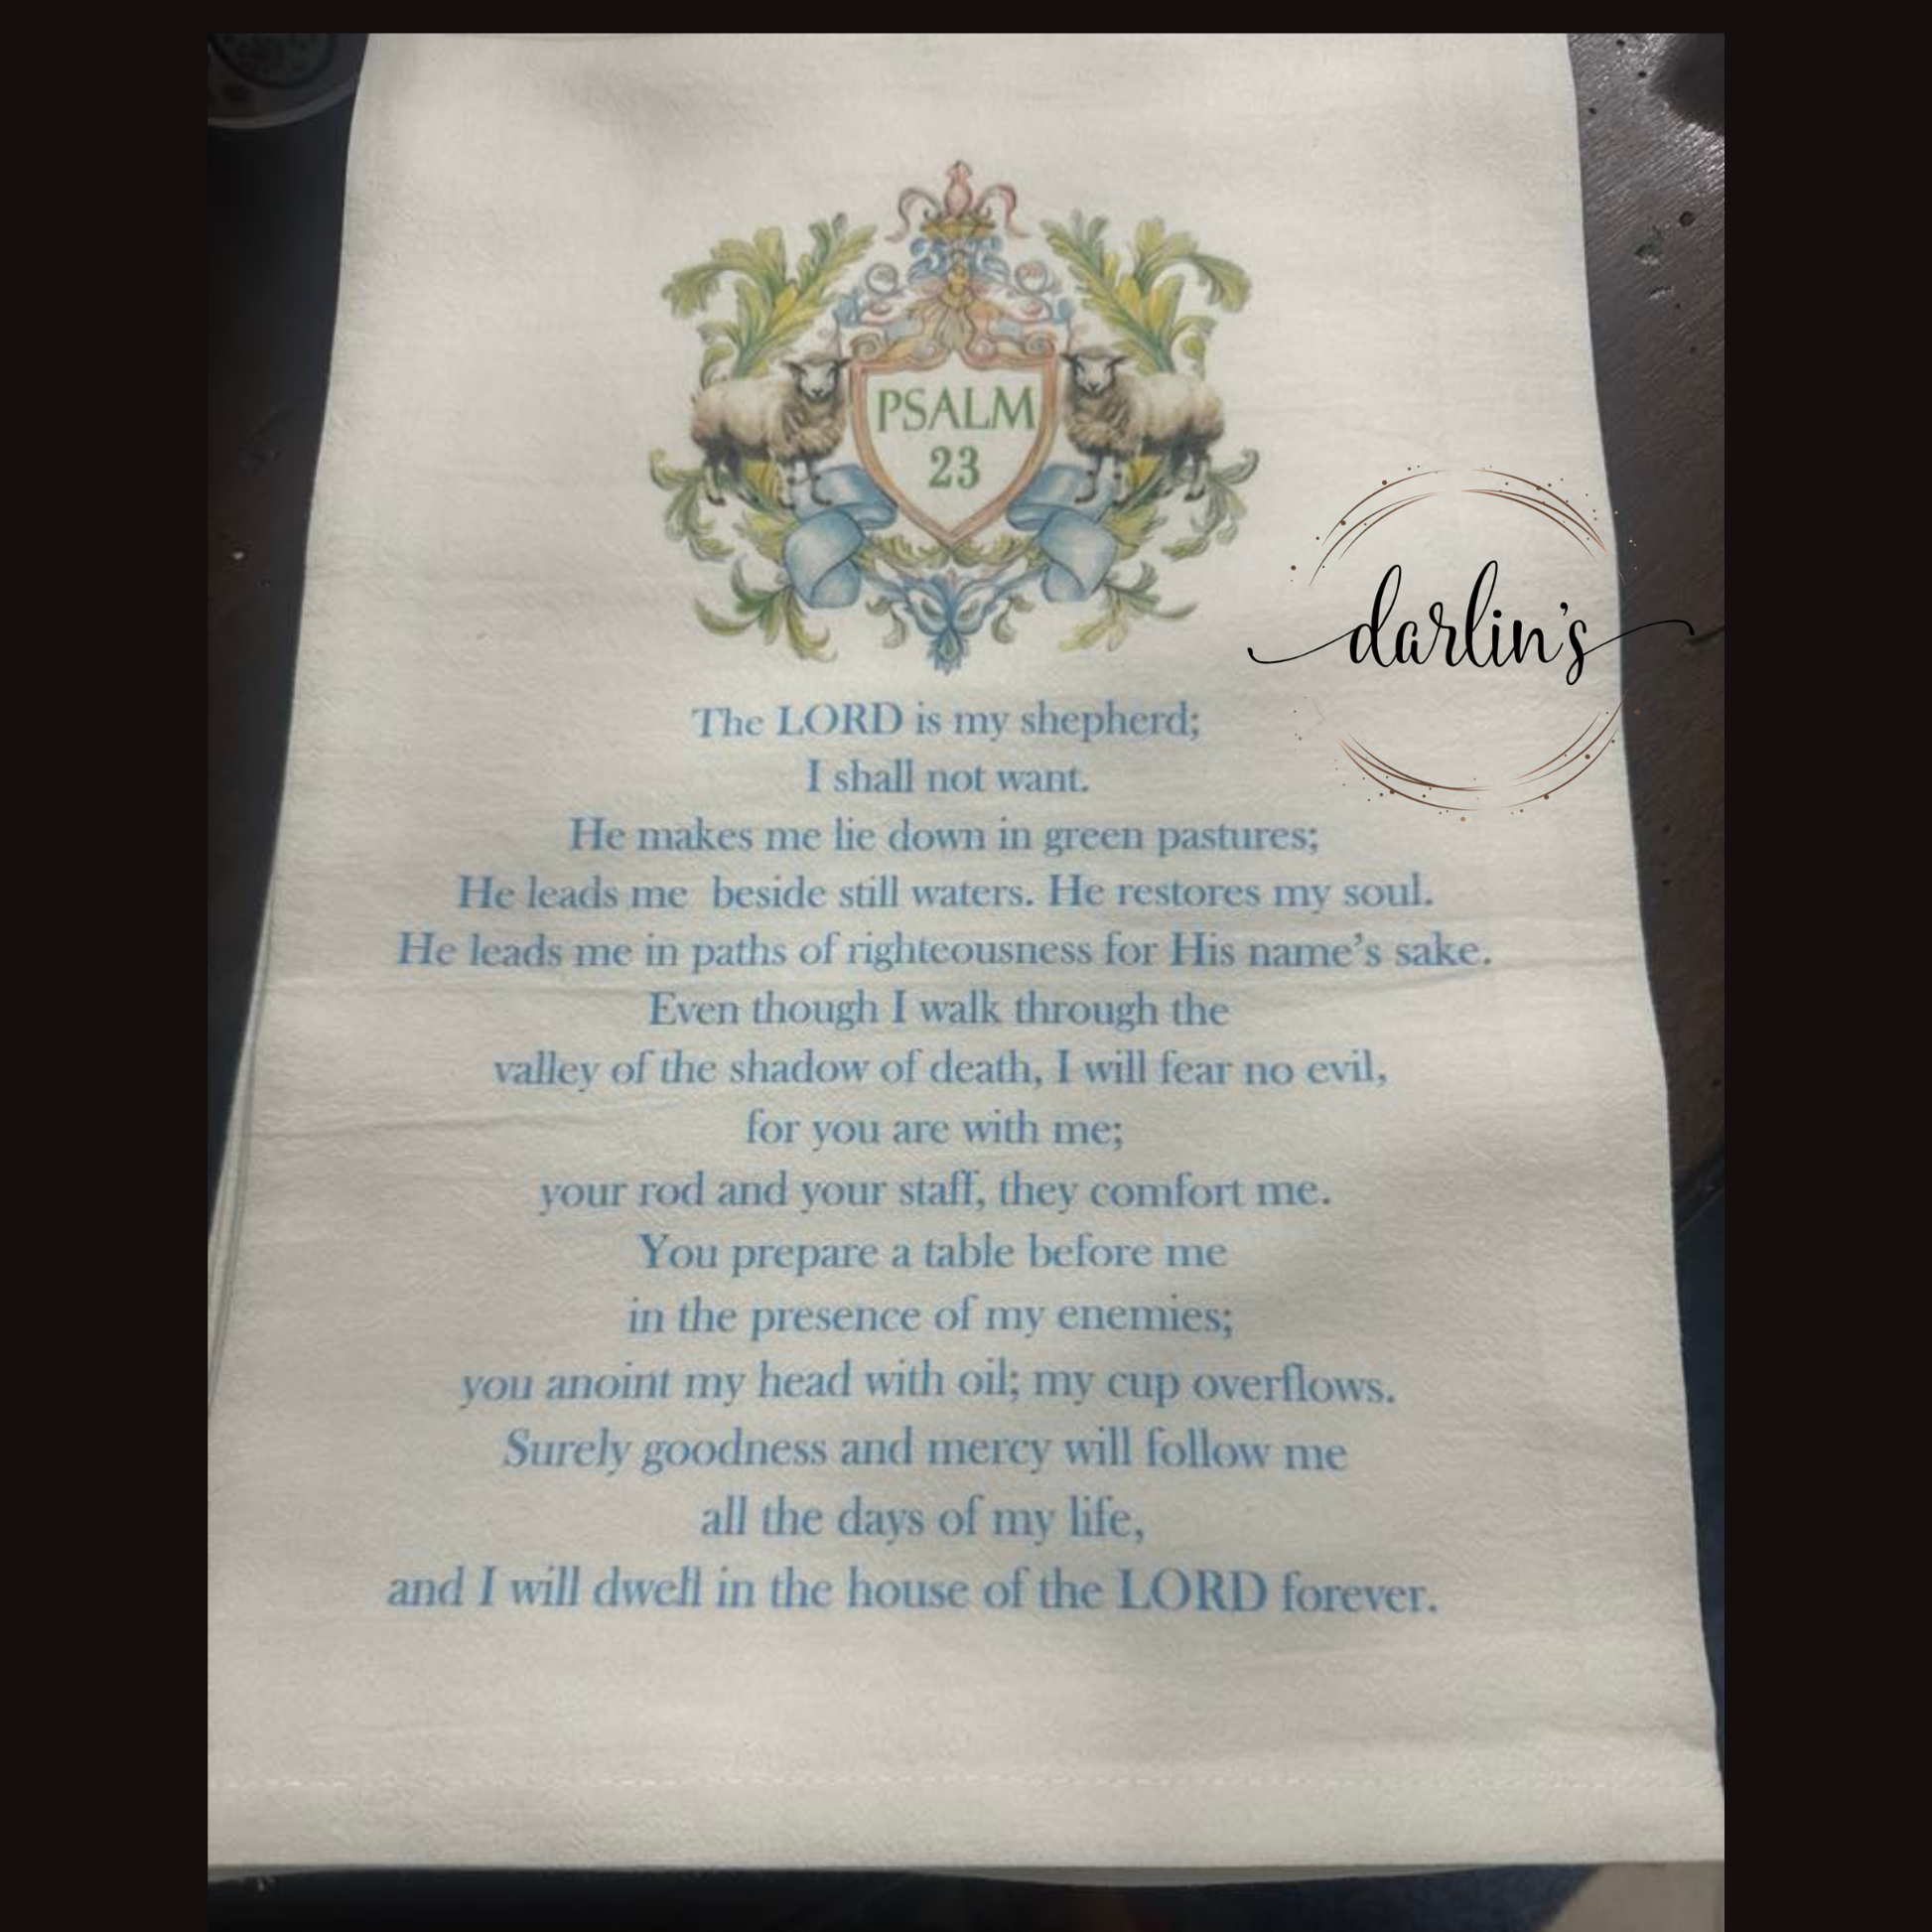 PSALM
23
darlin's
The LORD is my shepherd;
I shall not want.
He makes me lie down in green pastures;
He leads me  beside still waters. He restores my soul.
He leads me in paths of righteousness for His name’s sake.
Even though I walk through the
valley of the shadow of death, I will fear no evil,
for you are with me;
your rod and your staff, they comfort me.
You prepare a table before me
in the presence of my enemies;
you anoint my head with oil; my cup overflows.
Surely goodness and mercy will follow me
all the days of my life,
and I will dwell in the house of the LORD forever.